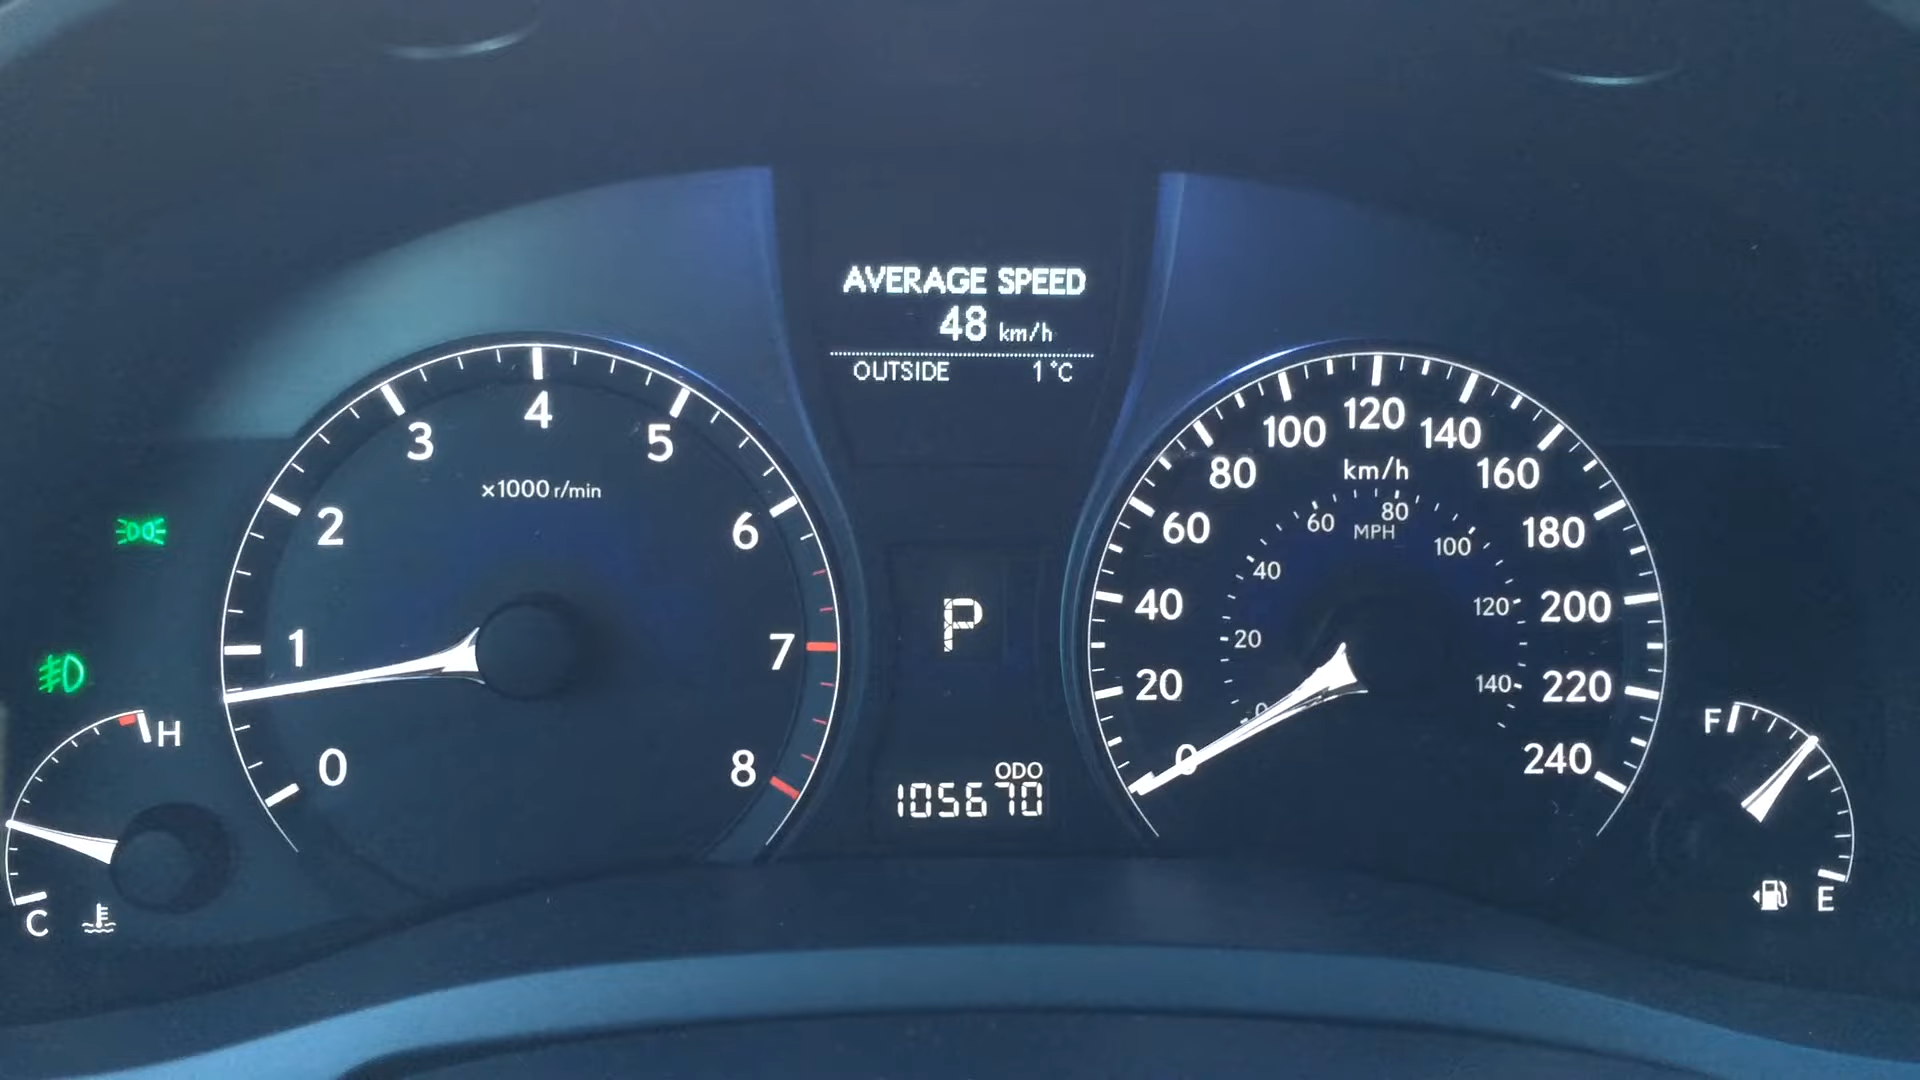 AVERAGE SPEED
48 km/h
OUTSIDE 1°C
0 1 2 3 4 5 6 7 8
x1000 r/min
0 20 40 60 80 100 120 140 160 180 200 220 240
km/h
0 20 40 60 80 100 120 140
MPH
P
ODO
105670
H
C
F
E